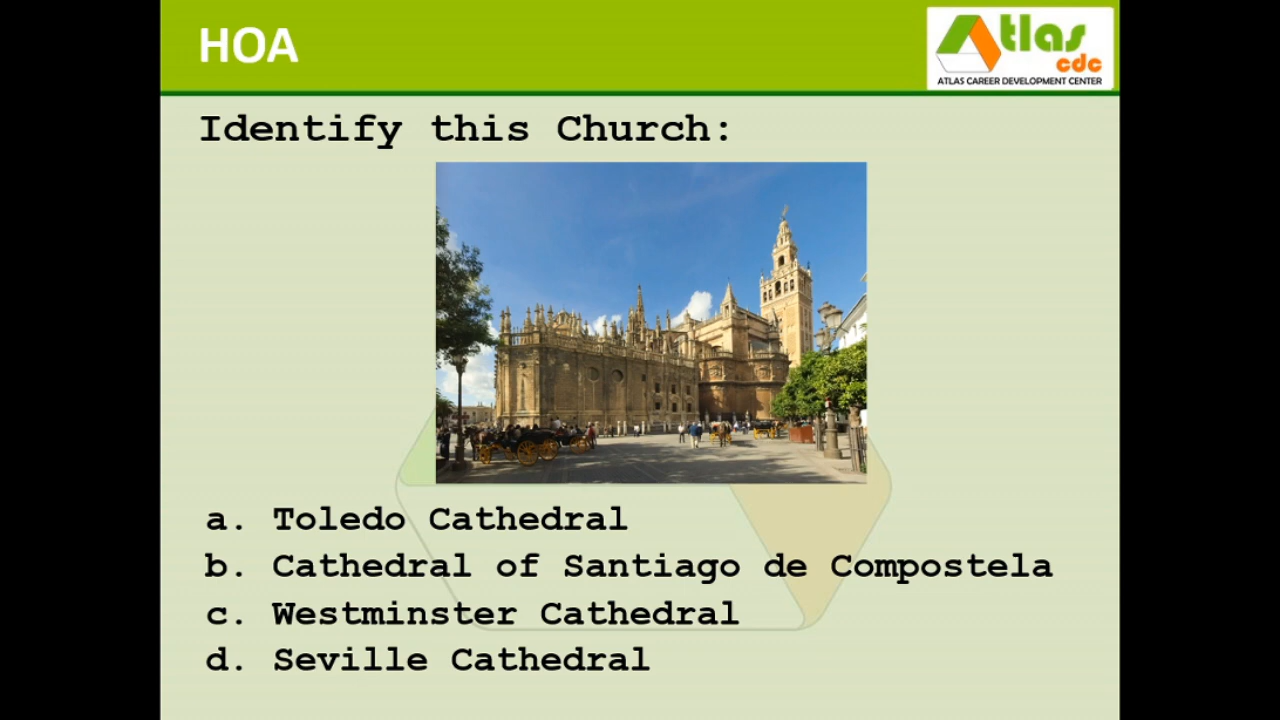 HOA
Atlas
cdc
ATLAS CAREER DEVELOPMENT CENTER
Identify this Church:
a. Toledo Cathedral
b. Cathedral of Santiago de Compostela
c. Westminster Cathedral
d. Seville Cathedral